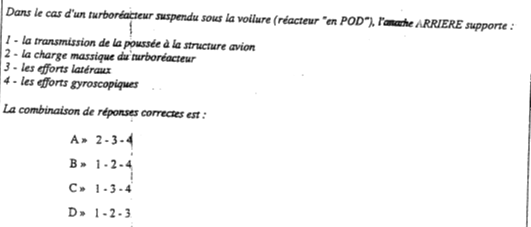 Dans le cas d'un turboréacteur suspendu sous la voilure (réacteur "en POD"), l'attache ARRIERE supporte :
1 - la transmission de la poussée à la structure avion
2 - la charge massique du turboréacteur
3 - les efforts latéraux
4 - les efforts gyroscopiques
La combinaison de réponses correctes est :
A » 2 - 3 - 4
B » 1 - 2 - 4
C » 1 - 3 - 4
D » 1 - 2 - 3